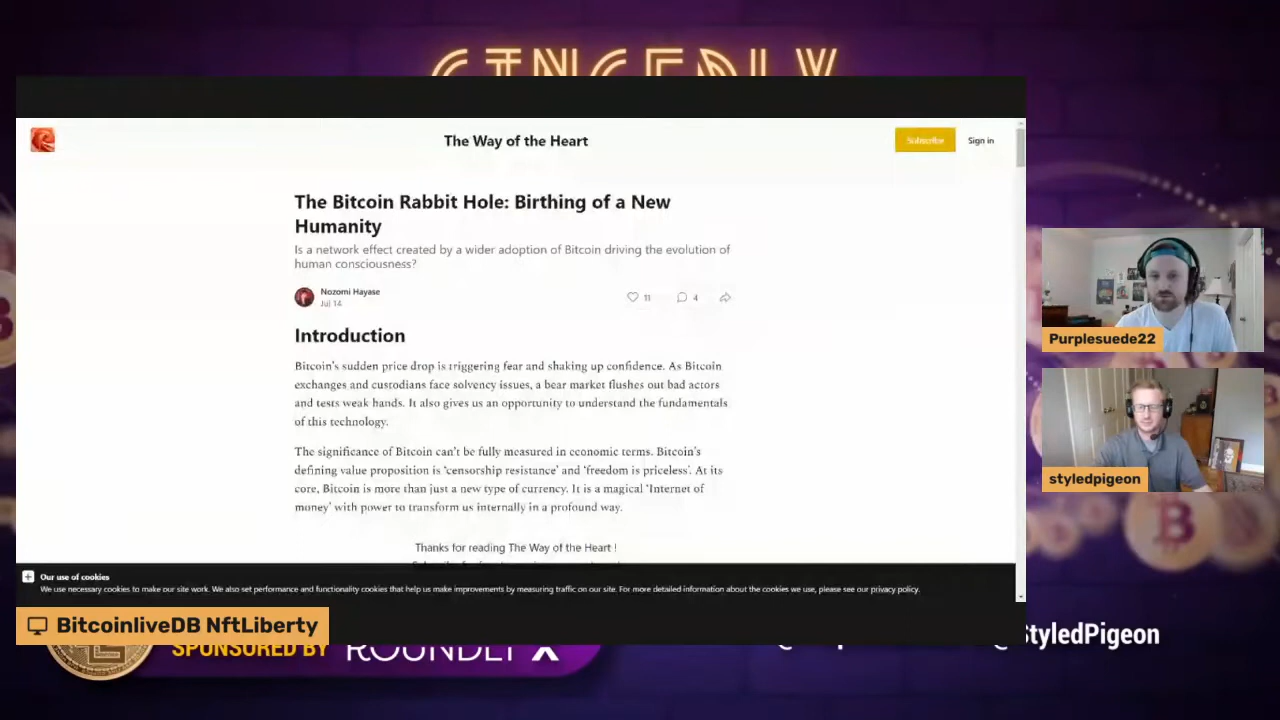 The Way of the Heart
Subscribe
Sign in
The Bitcoin Rabbit Hole: Birthing of a New
Humanity
Is a network effect created by a wider adoption of Bitcoin driving the evolution of
human consciousness?
Nozomi Hayase
Jul 14
11
4
Introduction
Bitcoin's sudden price drop is triggering fear and shaking up confidence. As Bitcoin
exchanges and custodians face solvency issues, a bear market flushes out bad actors
and tests weak hands. It also gives us an opportunity to understand the fundamentals
of this technology.
The significance of Bitcoin can't be fully measured in economic terms. Bitcoin's
defining value proposition is 'censorship resistance' and 'freedom is priceless'. At its
core, Bitcoin is more than just a new type of currency. It is a magical 'Internet of
money' with power to transform us internally in a profound way.
Thanks for reading The Way of the Heart !
Our use of cookies
We use necessary cookies to make our site work. We also set performance and functionality cookies that help us make improvements by measuring traffic on our site. For more detailed information about the cookies we use, please see our privacy policy.
Purplesuede22
styledpigeon
BitcoinliveDB NftLiberty
SPONSORED BY
StyledPigeon